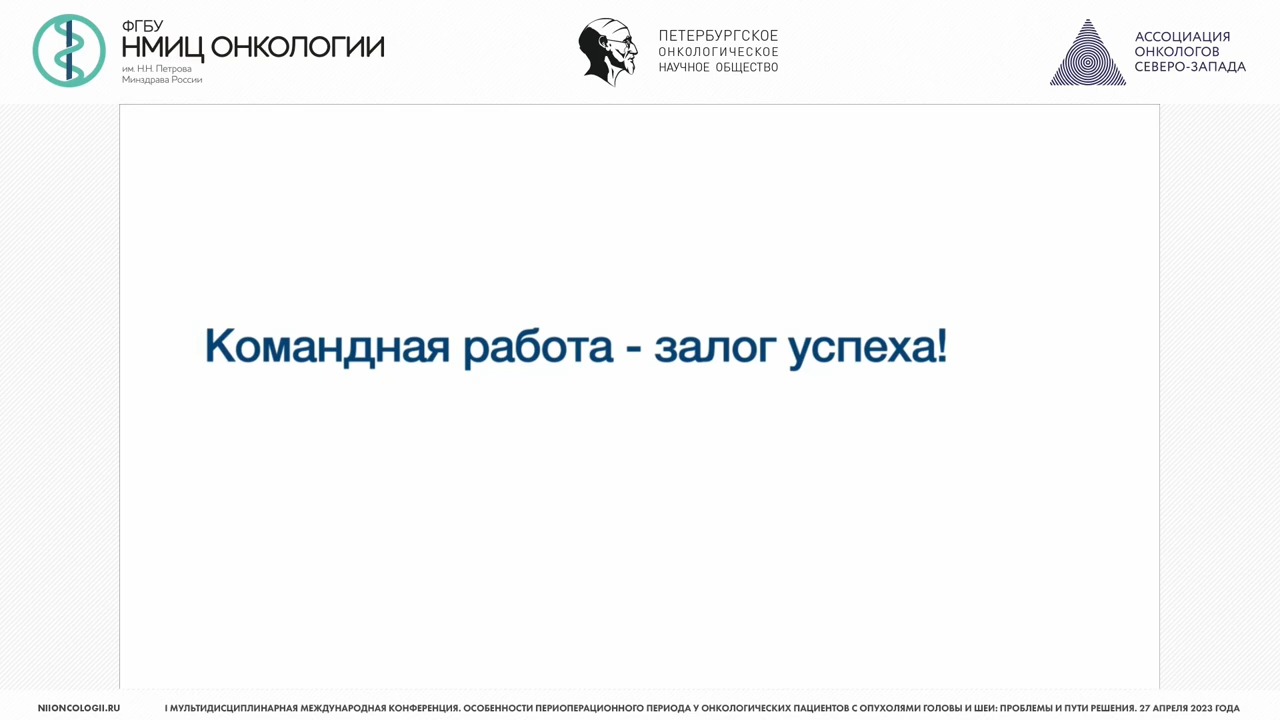 ФГБУ
НМИЦ ОНКОЛОГИИ
им. Н.Н. Петрова
Минздрава России
ПЕТЕРБУРГСКОЕ
ОНКОЛОГИЧЕСКОЕ
НАУЧНОЕ ОБЩЕСТВО
АССОЦИАЦИЯ
ОНКОЛОГОВ
СЕВЕРО-ЗАПАДА
Командная работа - залог успеха!
NIIONCOLOGII.RU
I МУЛЬТИДИСЦИПЛИНАРНАЯ МЕЖДУНАРОДНАЯ КОНФЕРЕНЦИЯ. ОСОБЕННОСТИ ПЕРИОПЕРАЦИОННОГО ПЕРИОДА У ОНКОЛОГИЧЕСКИХ ПАЦИЕНТОВ С ОПУХОЛЯМИ ГОЛОВЫ И ШЕИ: ПРОБЛЕМЫ И ПУТИ РЕШЕНИЯ. 27 АПРЕЛЯ 2023 ГОДА